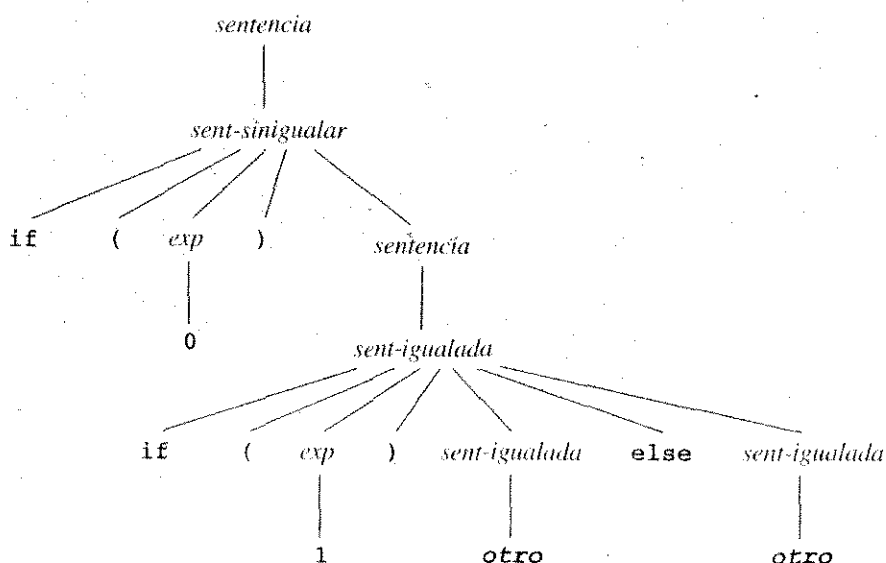 sentencia
sent-sinigualar
if ( exp ) sentencia
0
sent-igualada
if ( exp ) sent-igualada else sent-igualada
1 otro otro